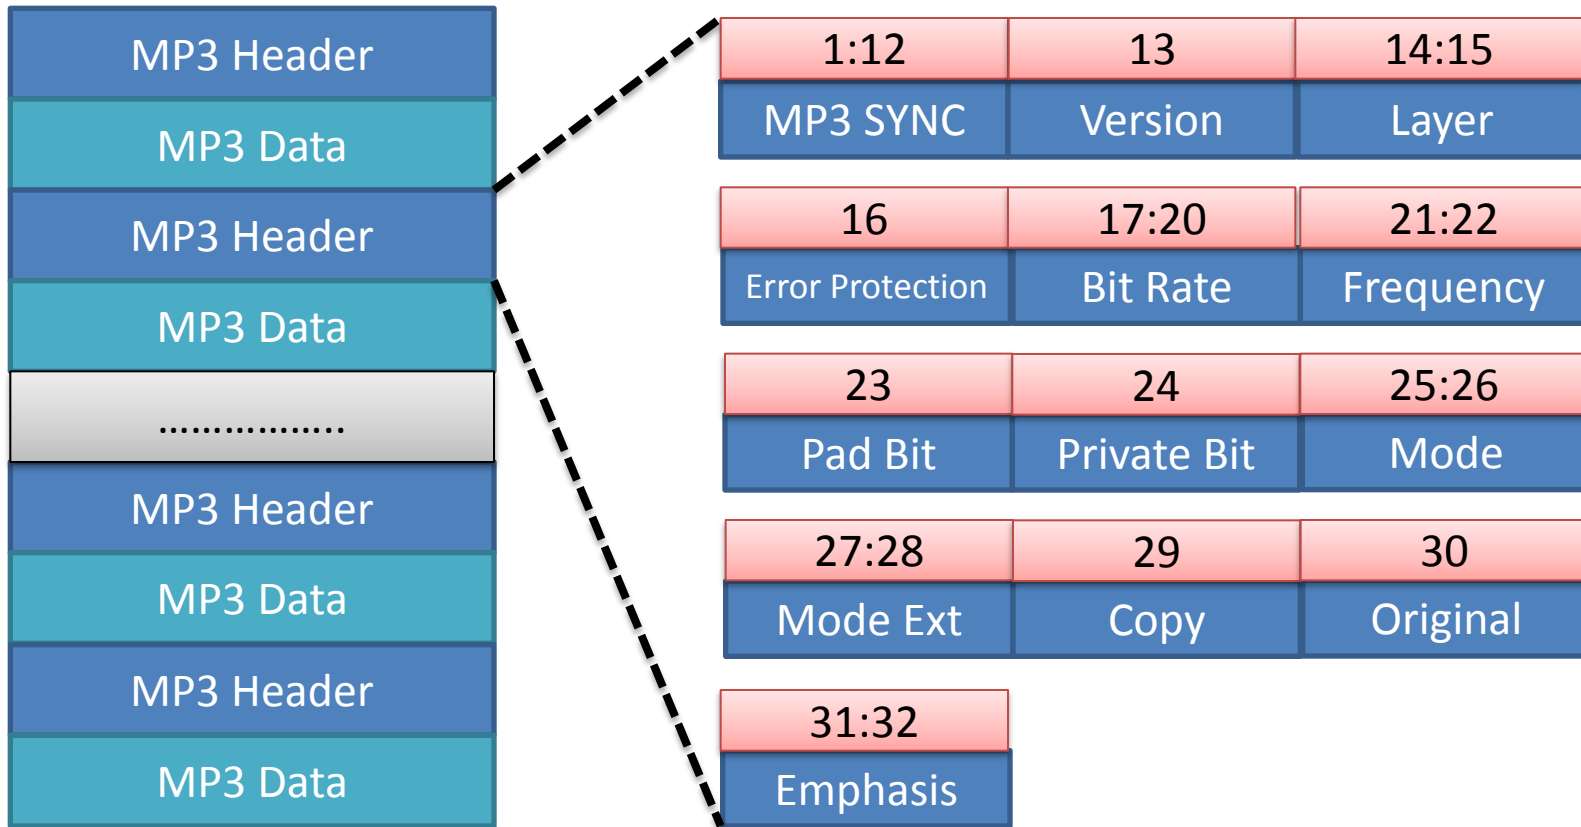 MP3 Header
MP3 Data
MP3 Header
MP3 Data
................
MP3 Header
MP3 Data
MP3 Header
MP3 Data
1:12 13 14:15
MP3 SYNC Version Layer
16 17:20 21:22
Error Protection Bit Rate Frequency
23 24 25:26
Pad Bit Private Bit Mode
27:28 29 30
Mode Ext Copy Original
31:32
Emphasis